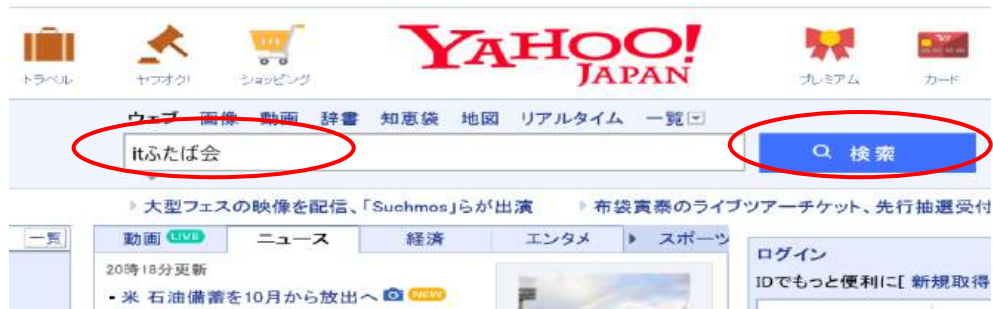 YAHOO!
JAPAN
トラベル ヤフオク! ショッピング プレミアム カード
ウェブ 画像 動画 辞書 知恵袋 地図 リアルタイム 一覧
itふたば会 検索
大型フェスの映像を配信、「Suchmos」らが出演 布袋寅泰のライブツアーチケット、先行抽選受付
一覧 動画 LIVE ニュース 経済 エンタメ スポーツ
ログイン
20時18分更新
IDでもっと便利に[ 新規取得
・米 石油備蓄を10月から放出へ NEW